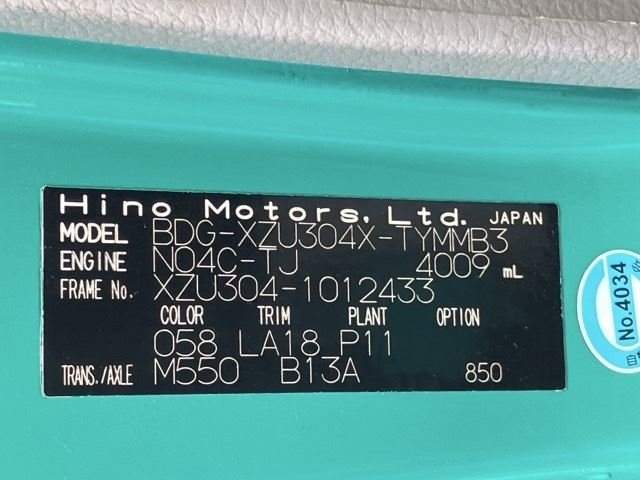 Hino Motors, Ltd. JAPAN
MODEL BDG-XZU304X-TYMMB3
ENGINE N04C-TJ 4009 mL
FRAME No. XZU304-1012433
COLOR TRIM PLANT OPTION
058 LA18 P11
TRANS./AXLE M550 B13A 850
No.4034